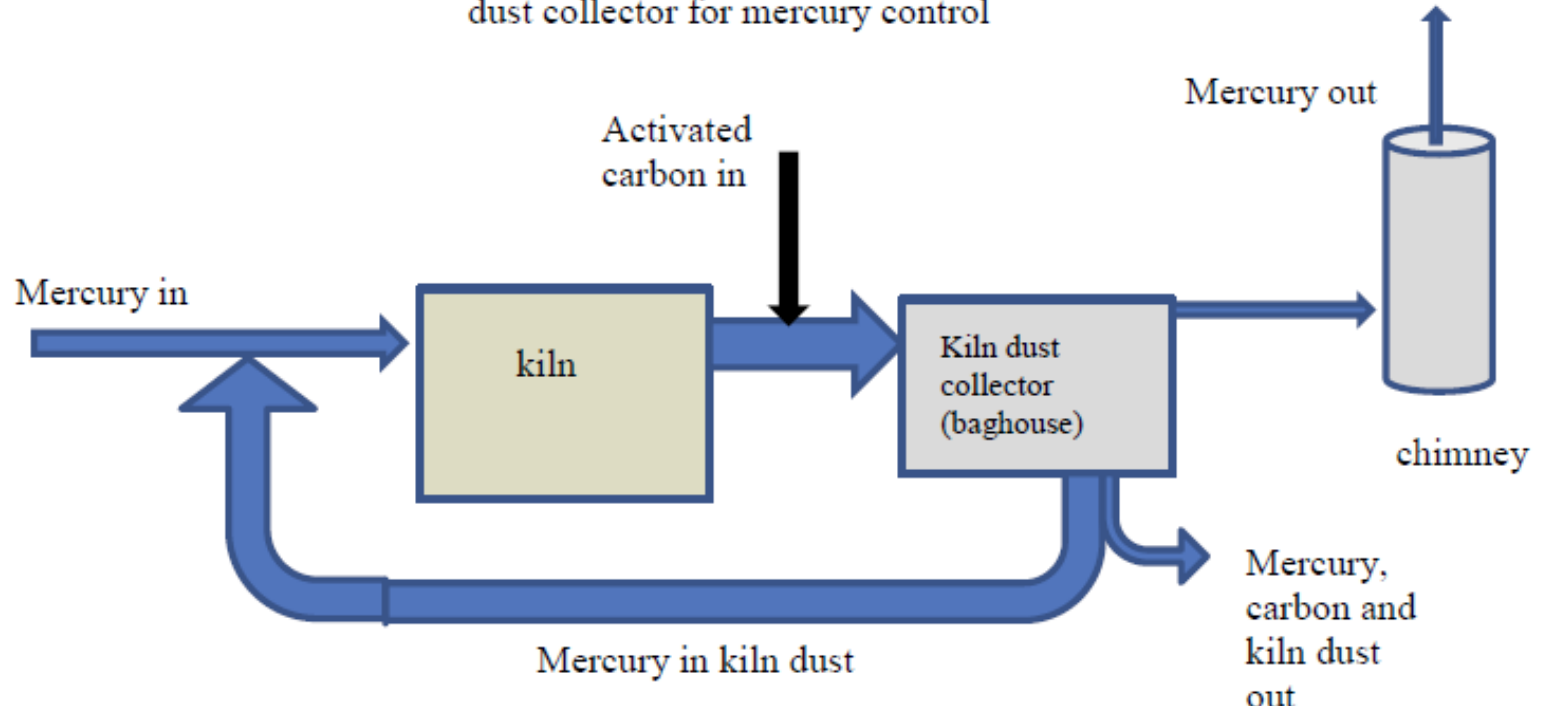 dust collector for mercury control
Mercury out
Activated
carbon in
Mercury in
kiln
Kiln dust
collector
(baghouse)
chimney
Mercury,
carbon and
kiln dust
out
Mercury in kiln dust